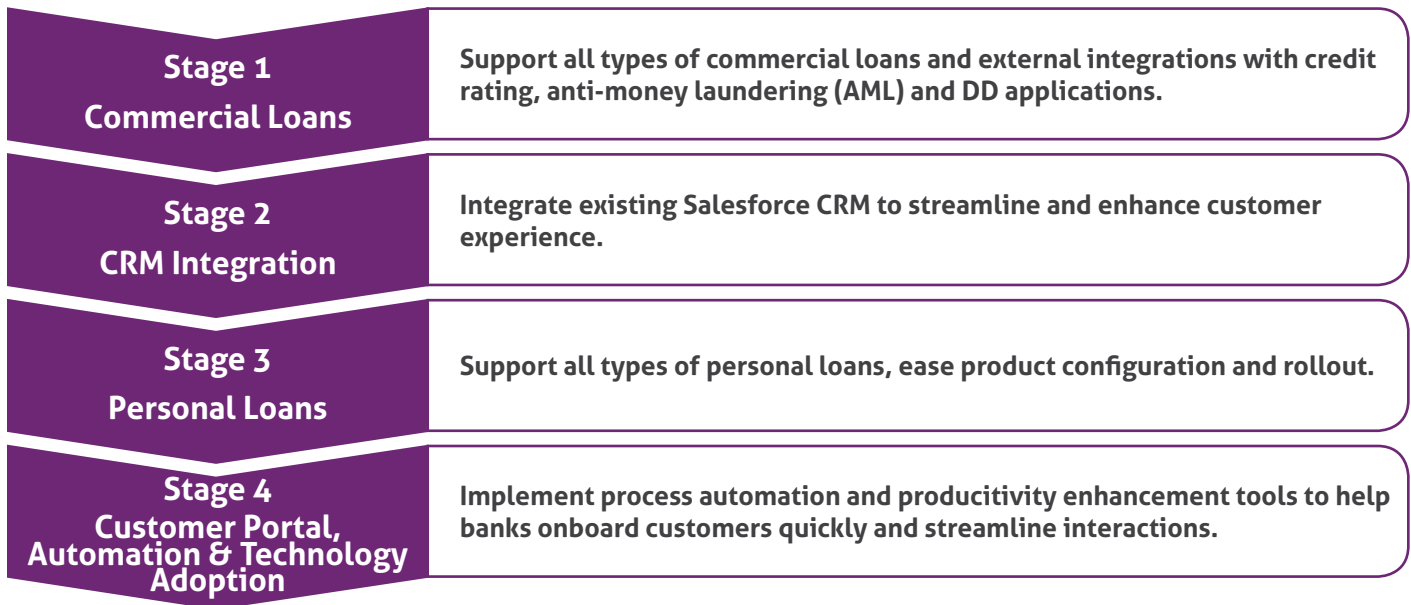 Stage 1
Commercial Loans
Support all types of commercial loans and external integrations with credit
rating, anti-money laundering (AML) and DD applications.
Stage 2
CRM Integration
Integrate existing Salesforce CRM to streamline and enhance customer
experience.
Stage 3
Personal Loans
Support all types of personal loans, ease product configuration and rollout.
Stage 4
Customer Portal,
Automation & Technology
Adoption
Implement process automation and producitivity enhancement tools to help
banks onboard customers quickly and streamline interactions.